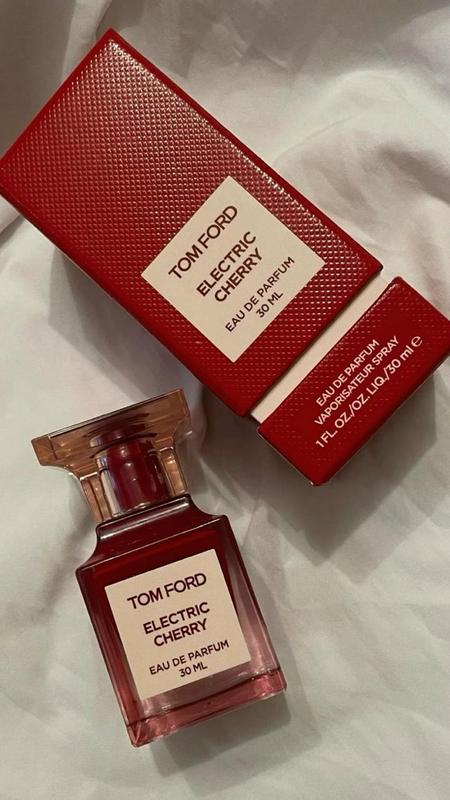 TOM FORD
ELECTRIC
CHERRY
EAU DE PARFUM
30 ML
EAU DE PARFUM
VAPORISATEUR SPRAY
1 FL. OZ./OZ. LIQ./30 ml ℮
TOM FORD
ELECTRIC
CHERRY
EAU DE PARFUM
30 ML